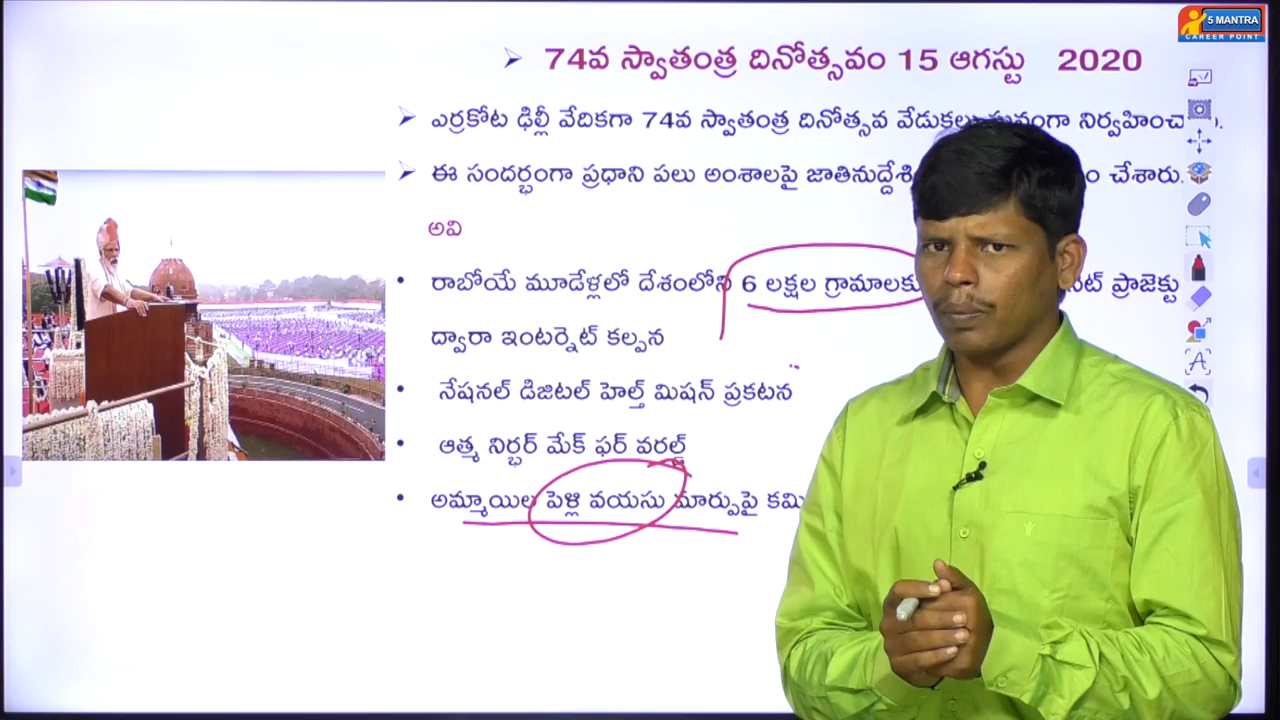 5 MANTRA
CAREER POINT
74వ స్వాతంత్ర దినోత్సవం 15 ఆగస్టు 2020
ఎర్రకోట ఢిల్లీ వేదికగా 74వ స్వాతంత్ర దినోత్సవ వేడుకలు
ఈ సందర్భంగా ప్రధాని పలు అంశాలపై చేశారు.
అవి
రాబోయే మూడేళ్లలో దేశంలోని 6 లక్షల గ్రామాలకు ప్రాజెక్టు
ద్వారా ఇంటర్నెట్ కల్పన
నేషనల్ డిజిటల్ హెల్త్ మిషన్ ప్రకటన
ఆత్మ నిర్భర్ మేక్ ఫర్ వరల్డ్
అమ్మాయిల పెళ్లి వయసు మార్పుపై